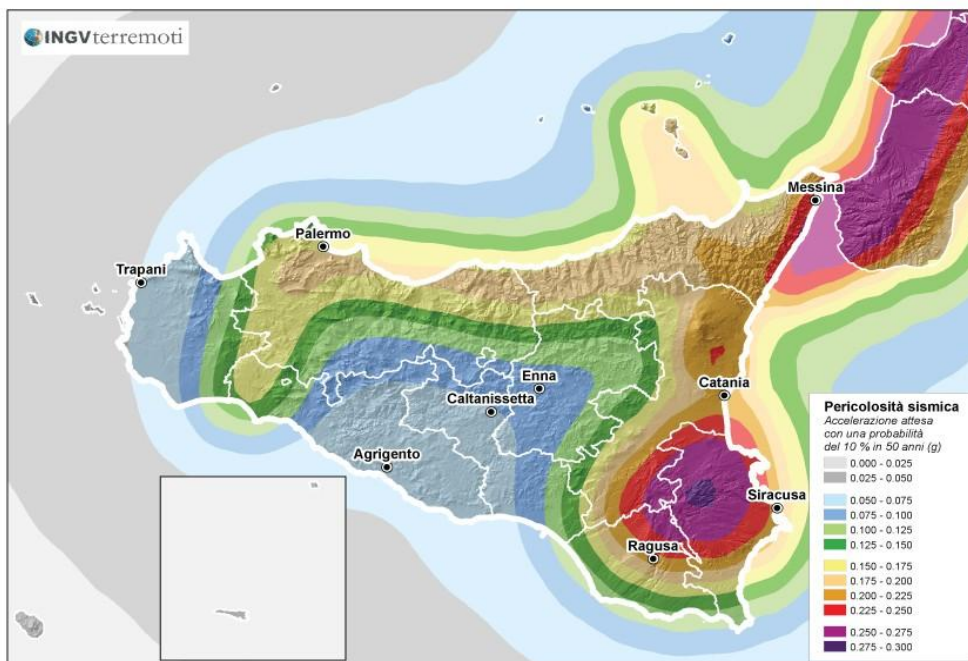 INGVterremoti
Messina
Palermo
Trapani
Enna
Catania
Caltanissetta
Agrigento
Siracusa
Ragusa
Pericolosità sismica
Accelerazione attesa
con una probabilità
del 10 % in 50 anni (g)
0.000 - 0.025
0.025 - 0.050
0.050 - 0.075
0.075 - 0.100
0.100 - 0.125
0.125 - 0.150
0.150 - 0.175
0.175 - 0.200
0.200 - 0.225
0.225 - 0.250
0.250 - 0.275
0.275 - 0.300